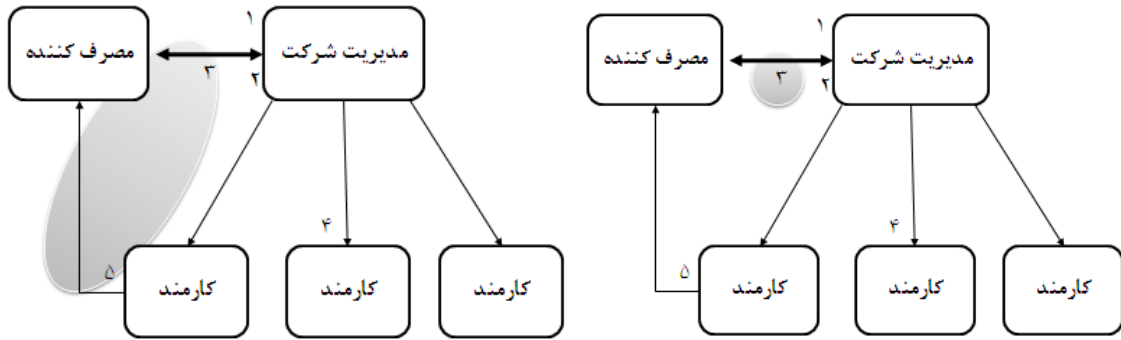 ۱
مصرف کننده
مدیریت شرکت
۳
۲
۴
۵
کارمند
کارمند
کارمند
۱
مصرف کننده
مدیریت شرکت
۳
۲
۴
۵
کارمند
کارمند
کارمند